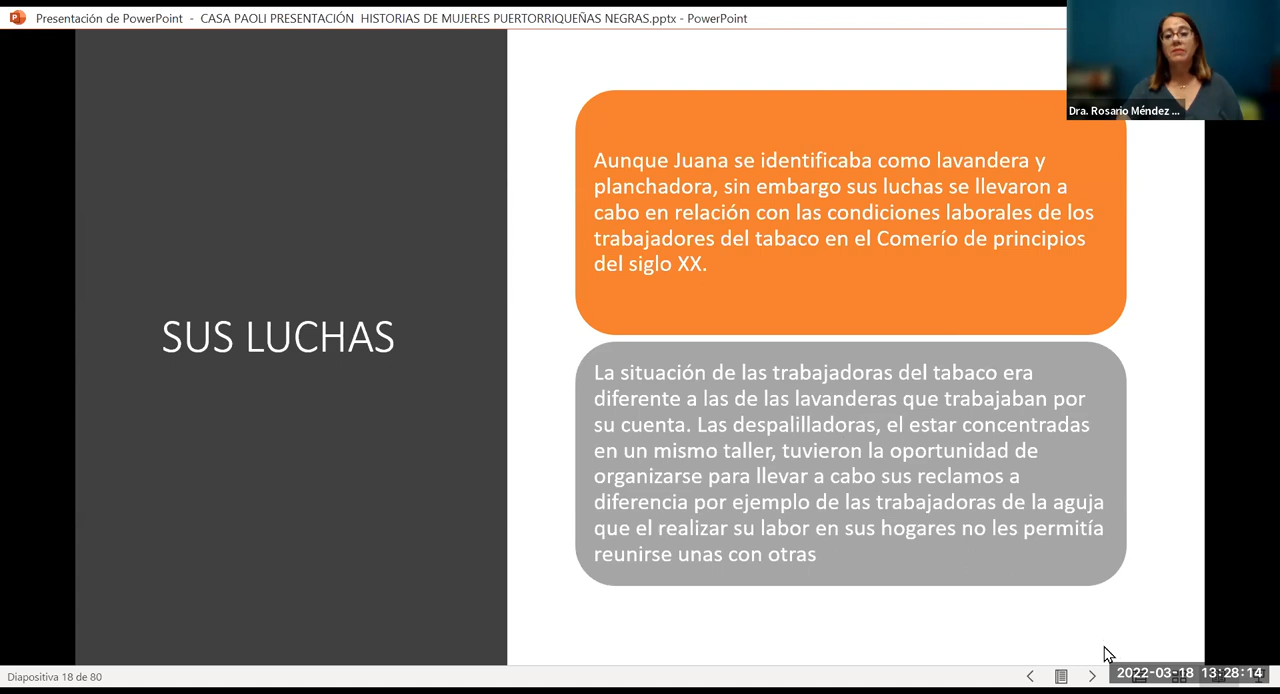 Presentación de PowerPoint - CASA PAOLI PRESENTACIÓN HISTORIAS DE MUJERES PUERTORRIQUEÑAS NEGRAS.pptx - PowerPoint
Dra. Rosario Méndez ...
SUS LUCHAS
Aunque Juana se identificaba como lavandera y
planchadora, sin embargo sus luchas se llevaron a
cabo en relación con las condiciones laborales de los
trabajadores del tabaco en el Comerío de principios
del siglo XX.
La situación de las trabajadoras del tabaco era
diferente a las de las lavanderas que trabajaban por
su cuenta. Las despalilladoras, el estar concentradas
en un mismo taller, tuvieron la oportunidad de
organizarse para llevar a cabo sus reclamos a
diferencia por ejemplo de las trabajadoras de la aguja
que el realizar su labor en sus hogares no les permitía
reunirse unas con otras
Diapositiva 18 de 80
2022-03-18 13:28:14